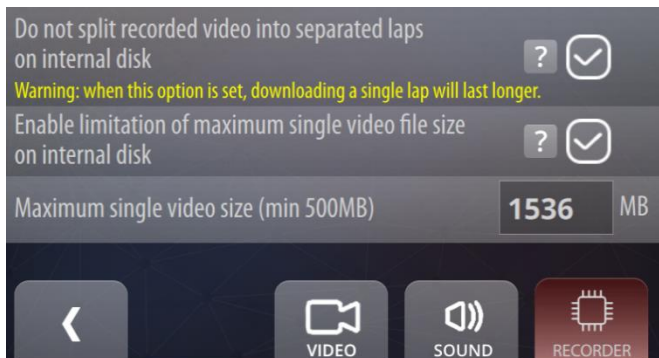 Do not split recorded video into separated laps
on internal disk
?
Warning: when this option is set, downloading a single lap will last longer.
Enable limitation of maximum single video file size
on internal disk
?
Maximum single video size (min 500MB)
1536 MB
VIDEO
SOUND
RECORDER